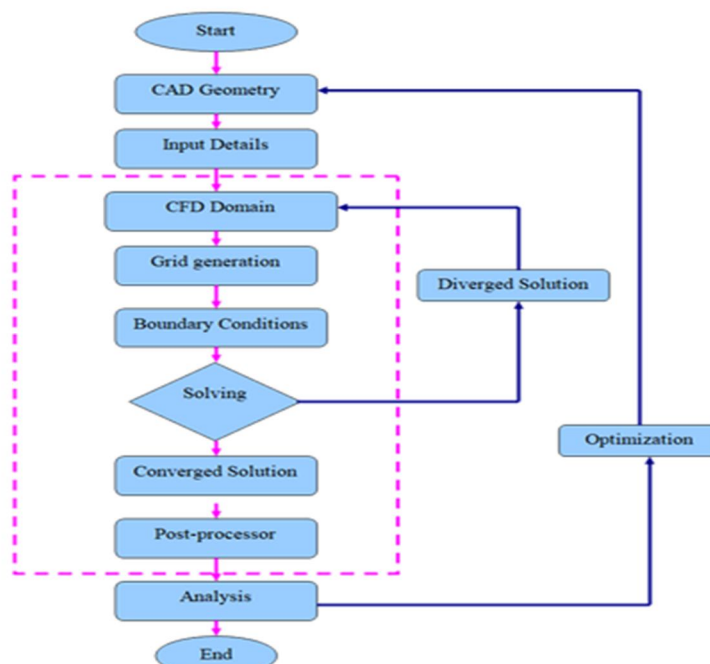 Start
CAD Geometry
Input Details
CFD Domain
Grid generation
Diverged Solution
Boundary Conditions
Solving
Optimization
Converged Solution
Post-processor
Analysis
End